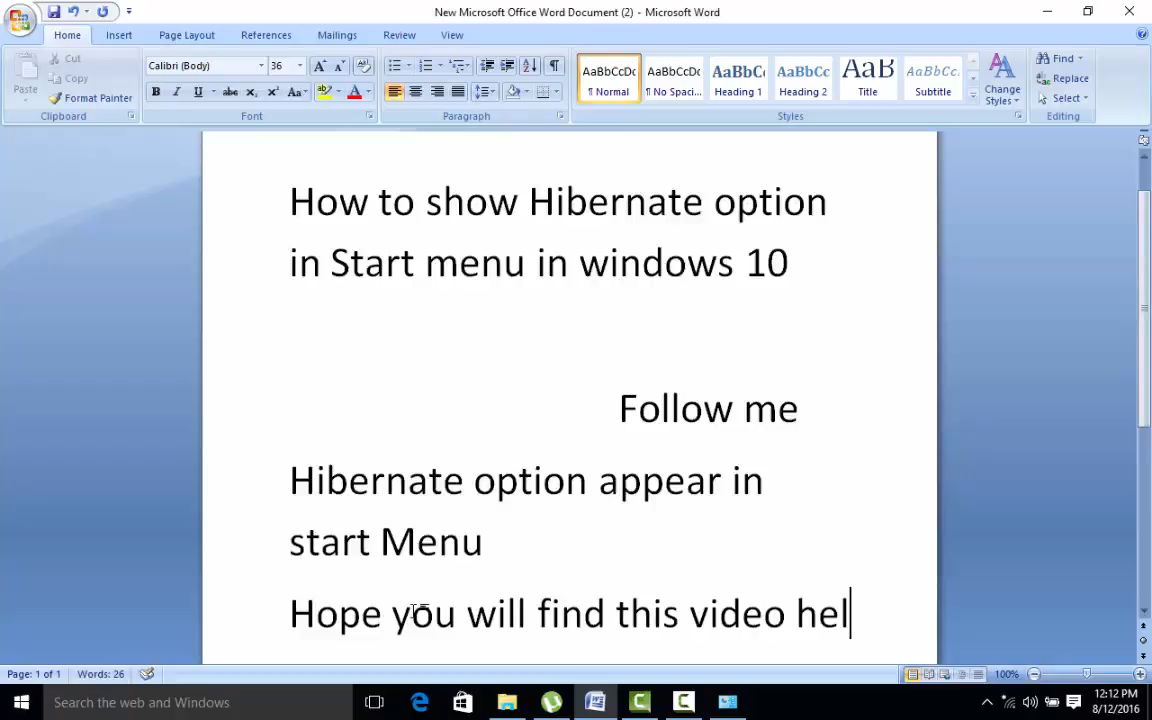 New Microsoft Office Word Document (2) - Microsoft Word
Home Insert Page Layout References Mailings Review View
Cut
Copy
Format Painter
Paste
Clipboard
Calibri (Body) 36
Font
Paragraph
AaBbCcDc AaBbCcDc AaBbC AaBbCc AaB AaBbCc.
¶ Normal ¶ No Spaci... Heading 1 Heading 2 Title Subtitle
Change
Styles
Styles
Find
Replace
Select
Editing
How to show Hibernate option
in Start menu in windows 10
Follow me
Hibernate option appear in
start Menu
Hope you will find this video hel
Page: 1 of 1 Words: 26
100%
Search the web and Windows
12:12 PM
8/12/2016